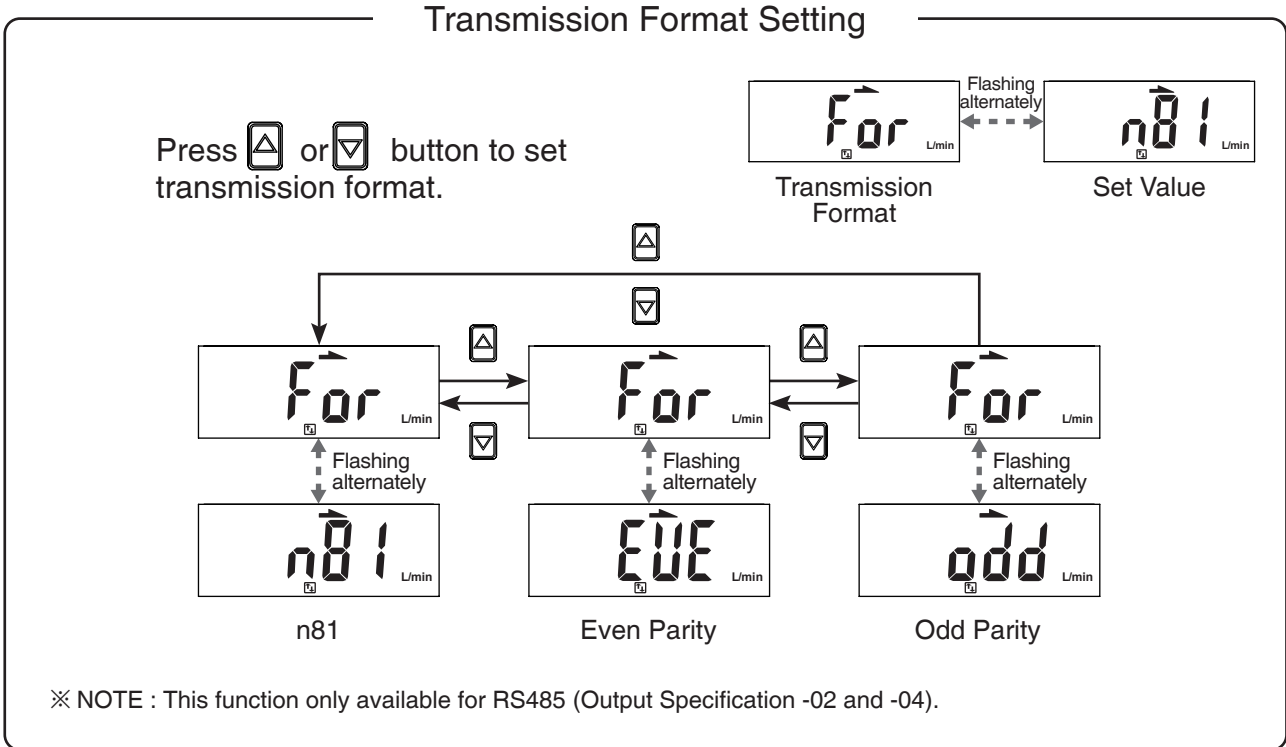 Transmission Format Setting
Press △ or ▽ button to set
transmission format.
For L/min
Flashing
alternately
n81 L/min
Transmission
Format
Set Value
△
▽
△
△
For L/min
For L/min
For L/min
▽
▽
Flashing
alternately
Flashing
alternately
Flashing
alternately
n81 L/min
EVE L/min
odd L/min
n81
Even Parity
Odd Parity
※ NOTE : This function only available for RS485 (Output Specification -02 and -04).